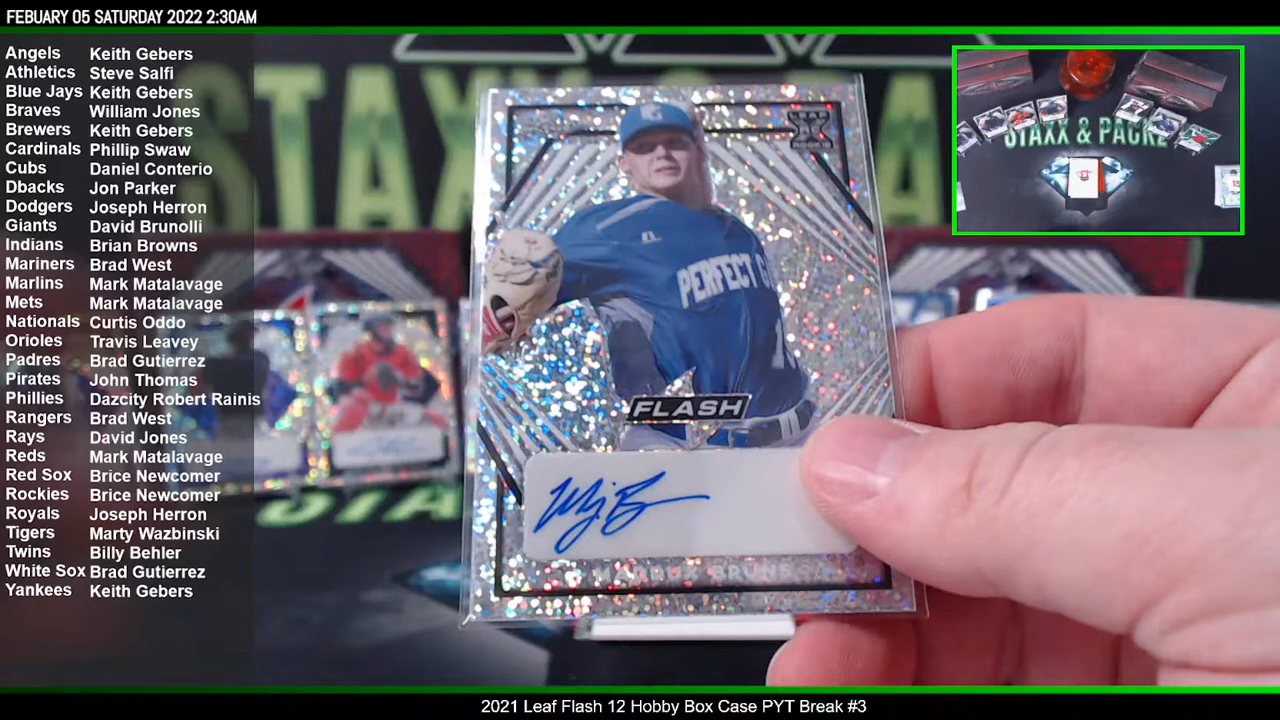 FEBUARY 05 SATURDAY 2022 2:30AM
Angels Keith Gebers
Athletics Steve Salfi
Blue Jays Keith Gebers
Braves William Jones
Brewers Keith Gebers
Cardinals Phillip Swaw
Cubs Daniel Conterio
Dbacks Jon Parker
Dodgers Joseph Herron
Giants David Brunolli
Indians Brian Browns
Mariners Brad West
Marlins Mark Matalavage
Mets Mark Matalavage
Nationals Curtis Oddo
Orioles Travis Leavey
Padres Brad Gutierrez
Pirates John Thomas
Phillies Dazcity Robert Rainis
Rangers Brad West
Rays David Jones
Reds Mark Matalavage
Red Sox Brice Newcomer
Rockies Brice Newcomer
Royals Joseph Herron
Tigers Marty Wazbinski
Twins Billy Behler
White Sox Brad Gutierrez
Yankees Keith Gebers
STAXX & PACK
ROOKIE
PERFECT G
FLASH
MADDUX BRUNS
2021 Leaf Flash 12 Hobby Box Case PYT Break #3